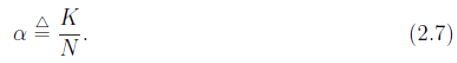 α ≜ K/N. (2.7)